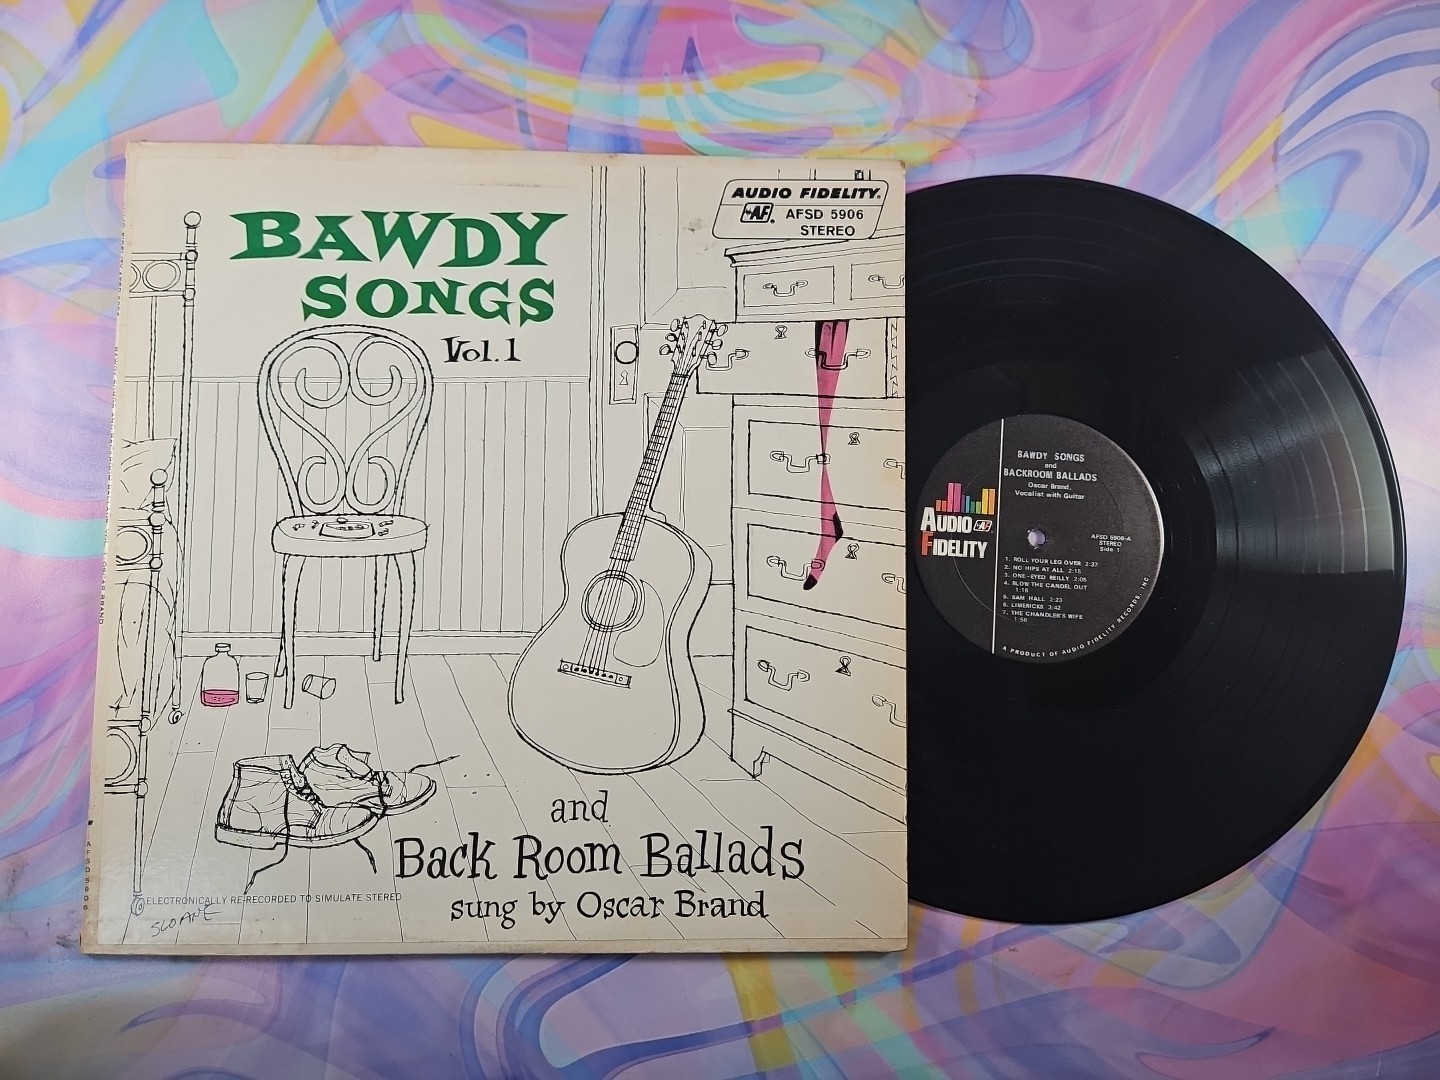 BAWDY
SONGS
Vol. 1
AUDIO FIDELITY®
AF® AFSD 5906
STEREO
and
Back Room Ballads
sung by Oscar Brand
ELECTRONICALLY RE-RECORDED TO SIMULATE STEREO
SLOANE
AFSD 5906
BAWDY SONGS
and
BACKROOM BALLADS
Oscar Brand,
Vocalist with Guitar
AUDIO AF
FIDELITY
AFSD 5906-A
STEREO
Side 1
1. ROLL YOUR LEG OVER 2:37
2. NO HIPS AT ALL 2:15
3. ONE-EYED REILLY 2:05
4. BLOW THE CANDEL OUT
1:18
5. SAM HALL 2:23
6. LIMERICKS 3:42
7. THE CHANDLER'S WIFE
1:56
A PRODUCT OF AUDIO FIDELITY RECORDS, INC.